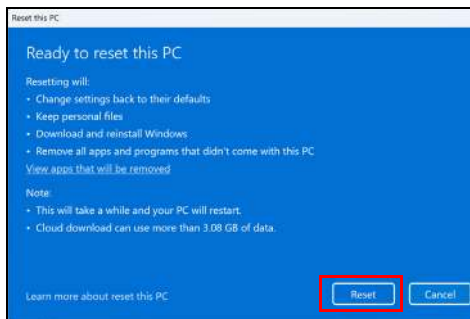 Reset this PC
Ready to reset this PC
Resetting will:
• Change settings back to their defaults
• Keep personal files
• Download and reinstall Windows
• Remove all apps and programs that didn't come with this PC
View apps that will be removed
Note:
• This will take a while and your PC will restart.
• Cloud download can use more than 3.08 GB of data.
Learn more about reset this PC
Reset
Cancel